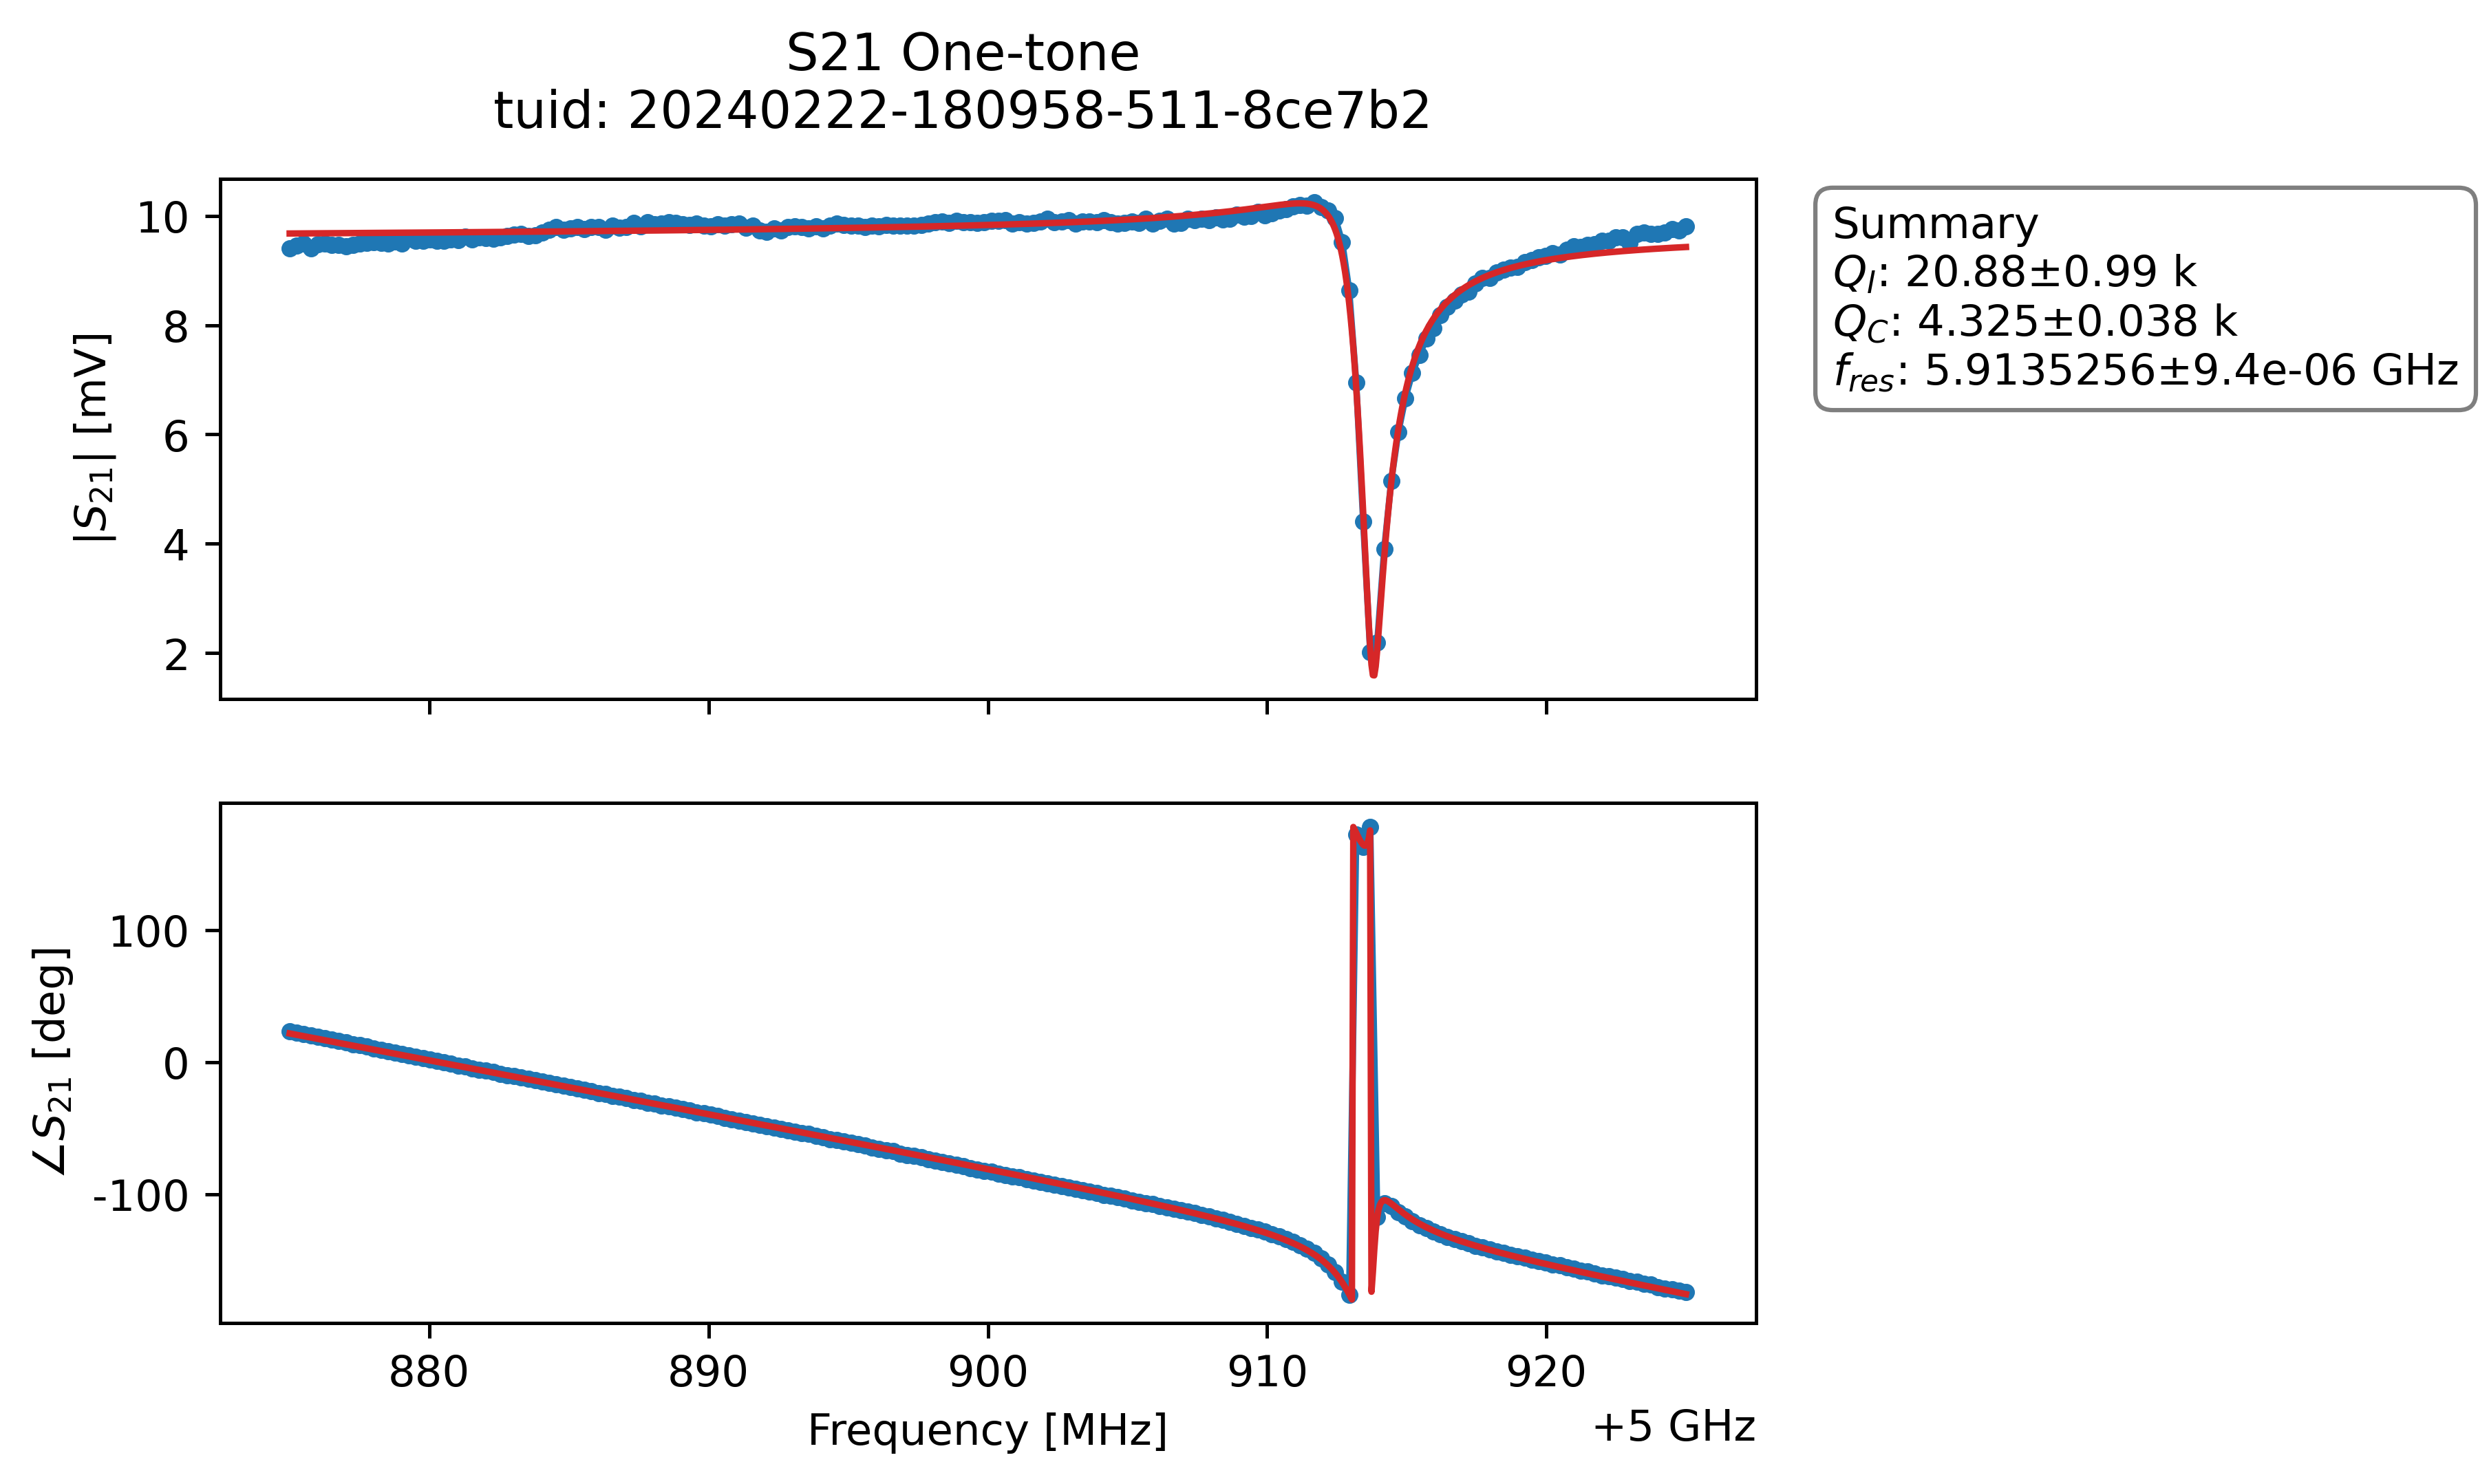 S21 One-tone
tuid: 20240222-180958-511-8ce7b2
10
8
6
4
2
|S21| [mV]
Summary
QI: 20.88±0.99 k
QC: 4.325±0.038 k
fres: 5.9135256±9.4e-06 GHz
100
0
-100
∠S21 [deg]
880 890 900 910 920
Frequency [MHz]
+5 GHz